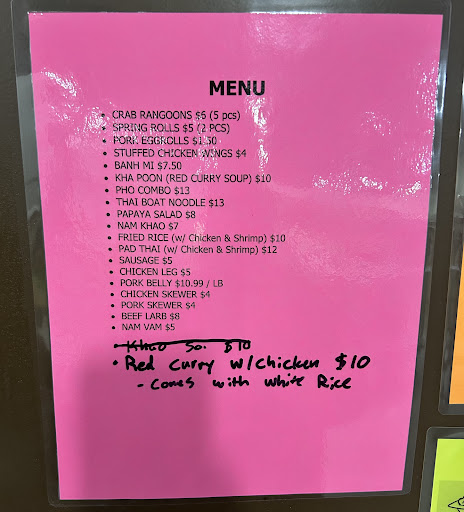 MENU
• CRAB RANGOONS $6 (5 pcs)
• SPRING ROLLS $5 (2 PCS)
• PORK EGGROLLS $1.50
• STUFFED CHICKEN WINGS $4
• BANH MI $7.50
• KHA POON (RED CURRY SOUP) $10
• PHO COMBO $13
• THAI BOAT NOODLE $13
• PAPAYA SALAD $8
• NAM KHAO $7
• FRIED RICE (w/ Chicken & Shrimp) $10
• PAD THAI (w/ Chicken & Shrimp) $12
• SAUSAGE $5
• CHICKEN LEG $5
• PORK BELLY $10.99 / LB
• CHICKEN SKEWER $4
• PORK SKEWER $4
• BEEF LARB $8
• NAM VAM $5
• Khao Soi $10
• Red Curry w/chicken $10
- Comes with white Rice